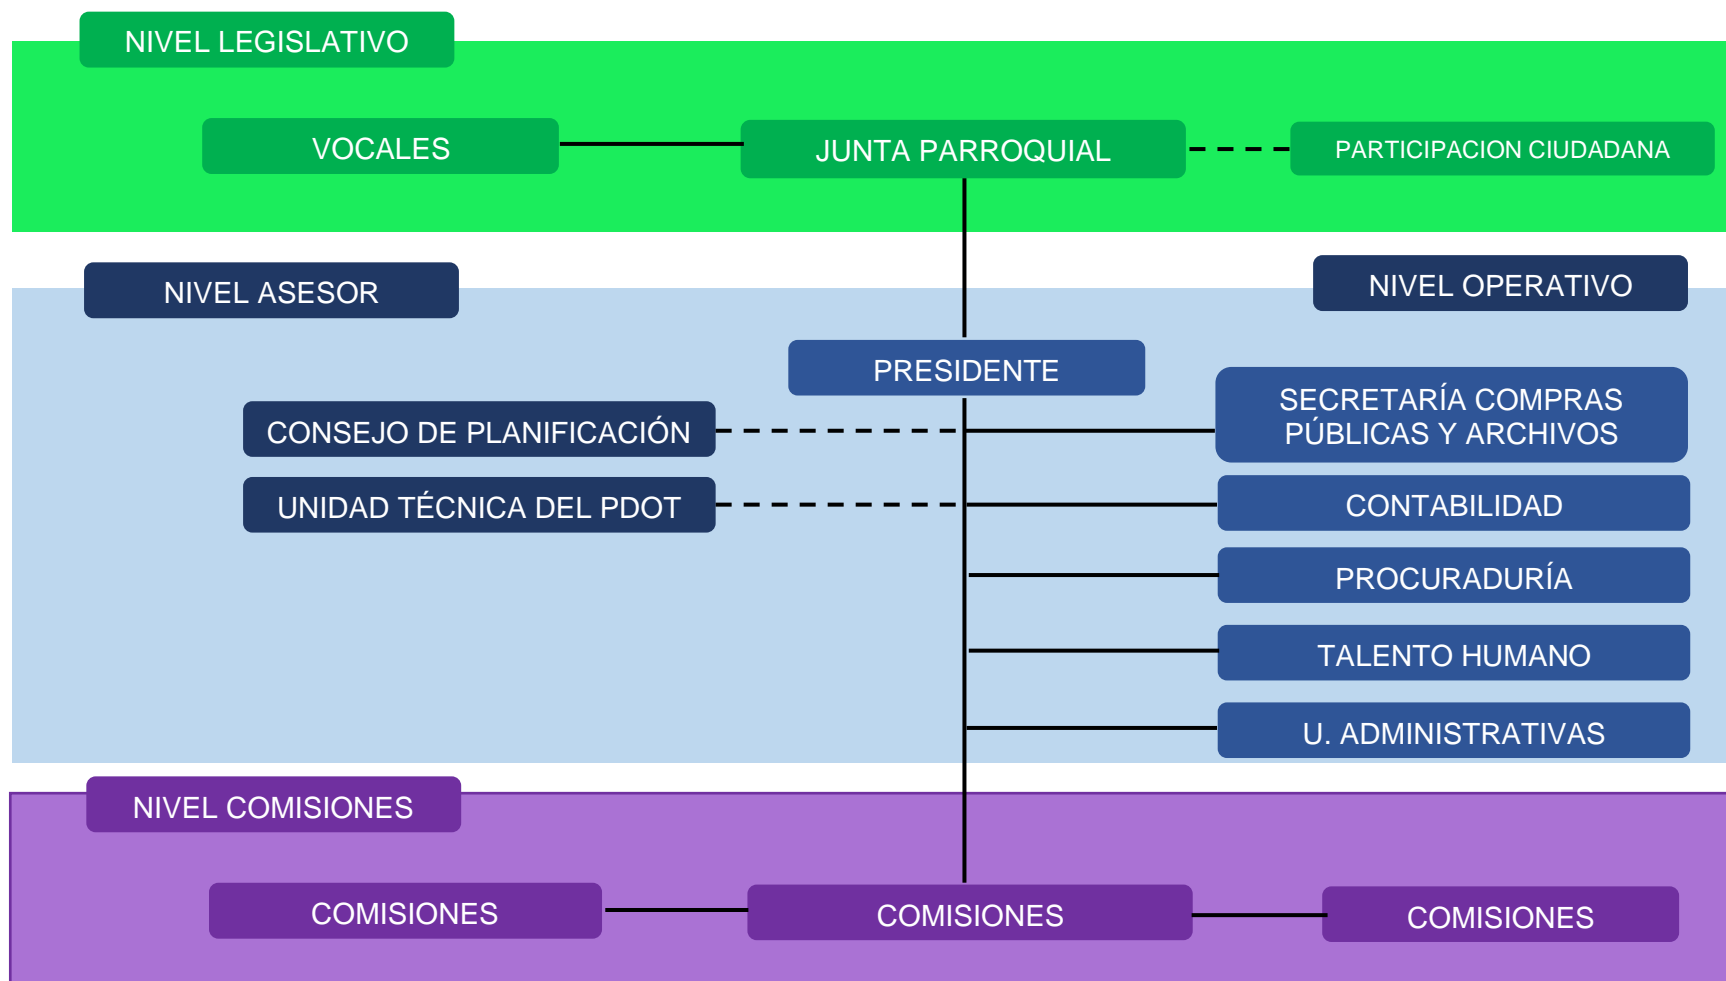 NIVEL LEGISLATIVO
VOCALES
JUNTA PARROQUIAL
PARTICIPACION CIUDADANA
NIVEL ASESOR
NIVEL OPERATIVO
PRESIDENTE
CONSEJO DE PLANIFICACIÓN
UNIDAD TÉCNICA DEL PDOT
SECRETARÍA COMPRAS
PÚBLICAS Y ARCHIVOS
CONTABILIDAD
PROCURADURÍA
TALENTO HUMANO
U. ADMINISTRATIVAS
NIVEL COMISIONES
COMISIONES
COMISIONES
COMISIONES